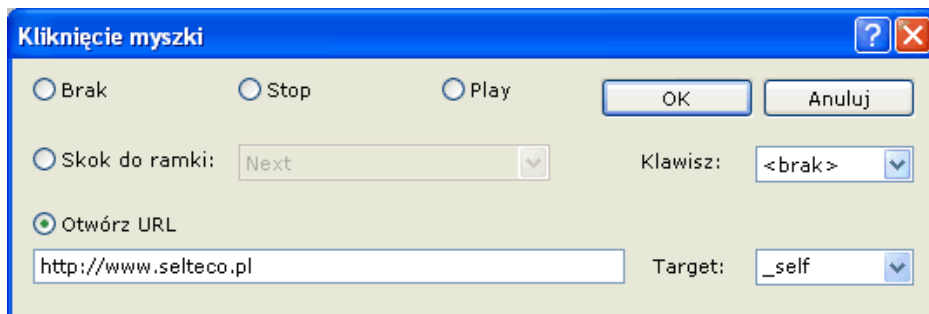 Kliknięcie myszki
Brak Stop Play OK Anuluj
Skok do ramki: Next Klawisz: <brak>
Otwórz URL
http://www.selteco.pl Target: _self